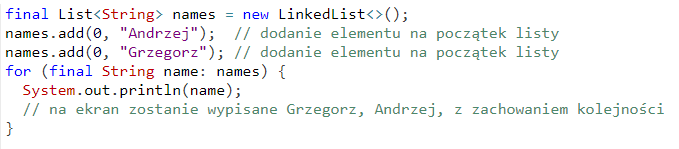 final List<String> names = new LinkedList<>();
names.add(0, "Andrzej");  // dodanie elementu na początek listy
names.add(0, "Grzegorz"); // dodanie elementu na początek listy
for (final String name: names) {
  System.out.println(name);
  // na ekran zostanie wypisane Grzegorz, Andrzej, z zachowaniem kolejności
}